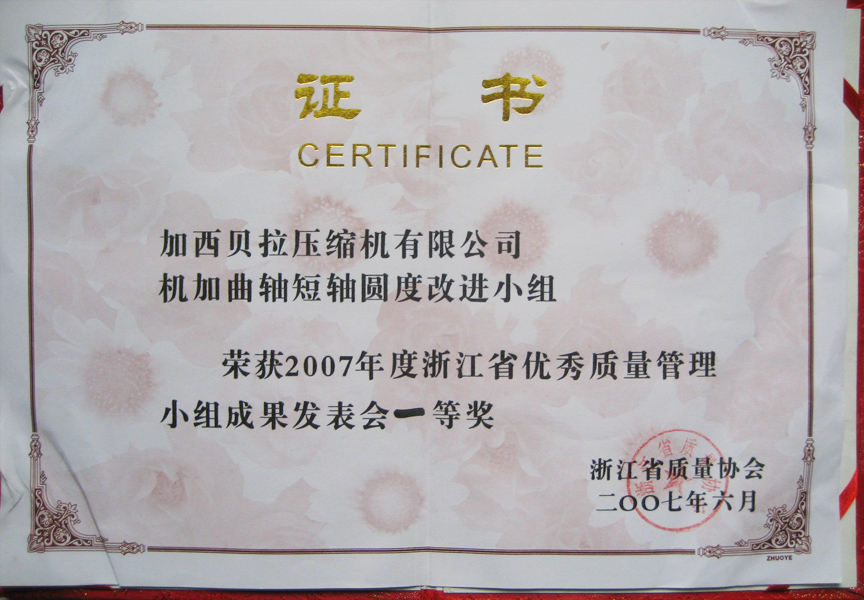 证书
CERTIFICATE
加西贝拉压缩机有限公司
机加曲轴短轴圆度改进小组
荣获2007年度浙江省优秀质量管理
小组成果发表会一等奖
浙江省质量协会
二〇〇七年六月
ZHUOYE